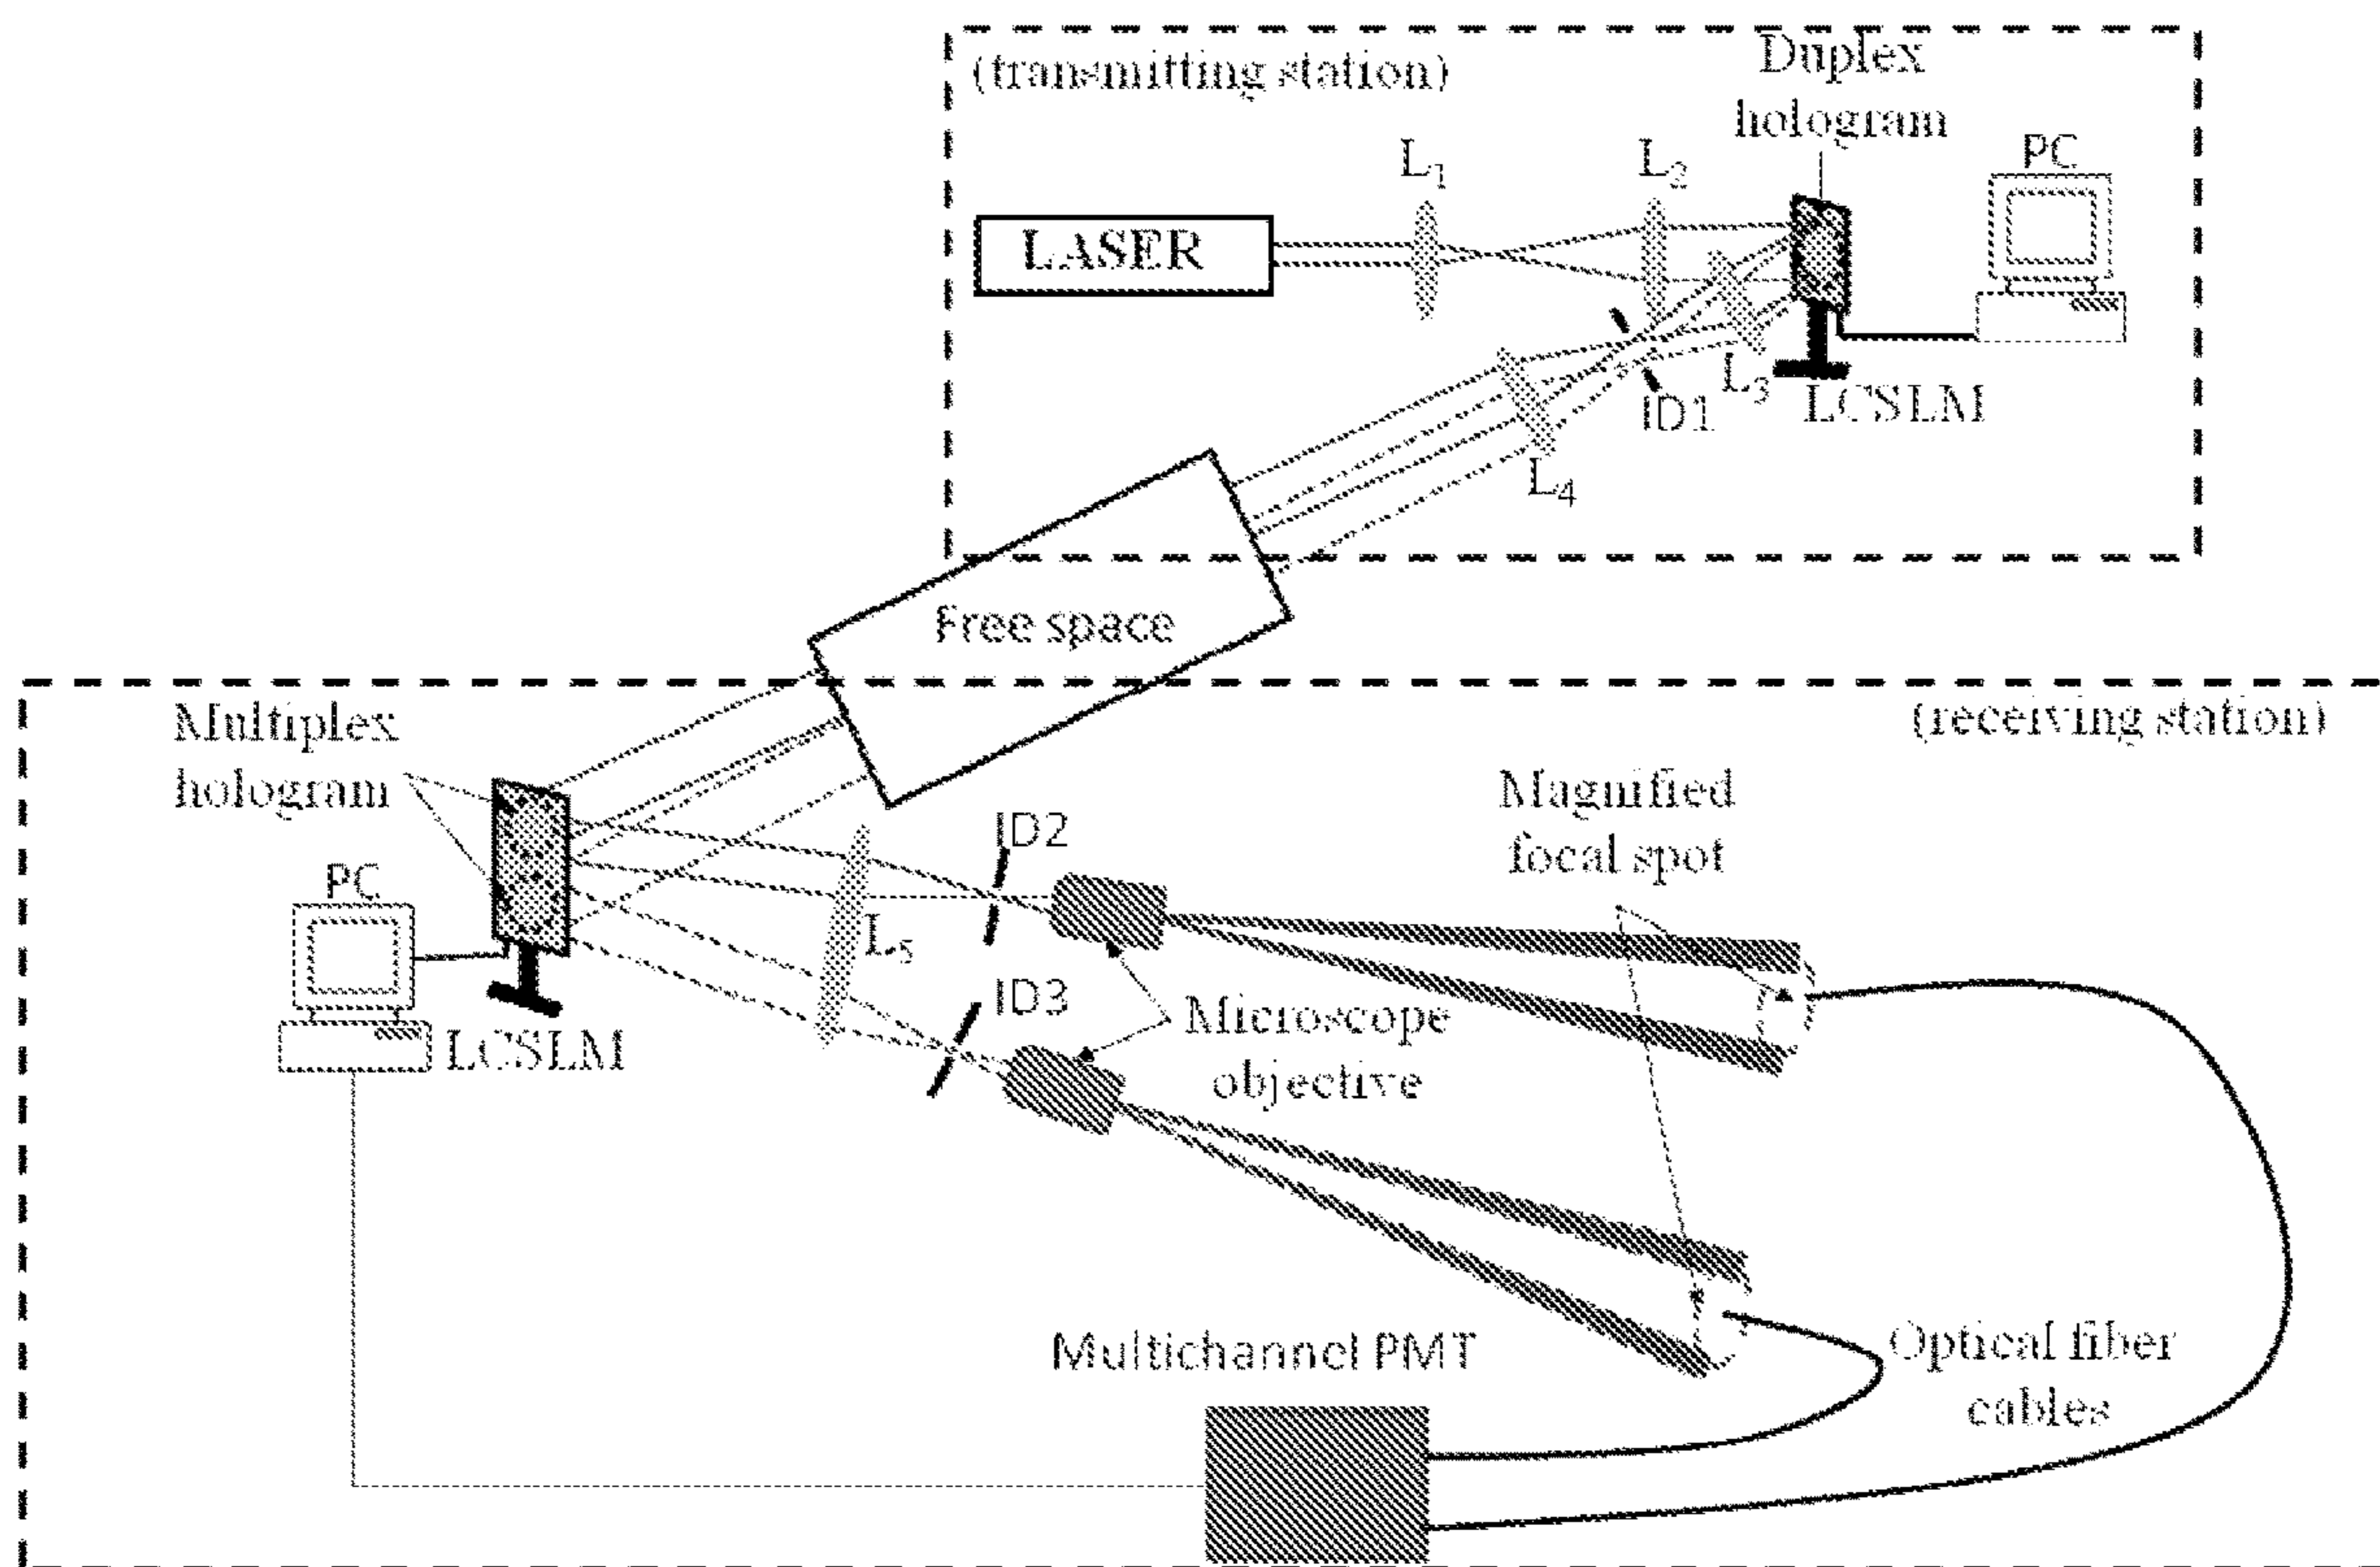 (transmitting station)
Duplex
hologram
PC
L1
L2
LASER
L3
ID1
LCSLM
L4
Free space
(receiving station)
Multiplex
hologram
Magnified
focal spot
ID2
PC
L5
ID3
Microscope
objective
LCSLM
Multichannel PMT
Optical fiber
cables